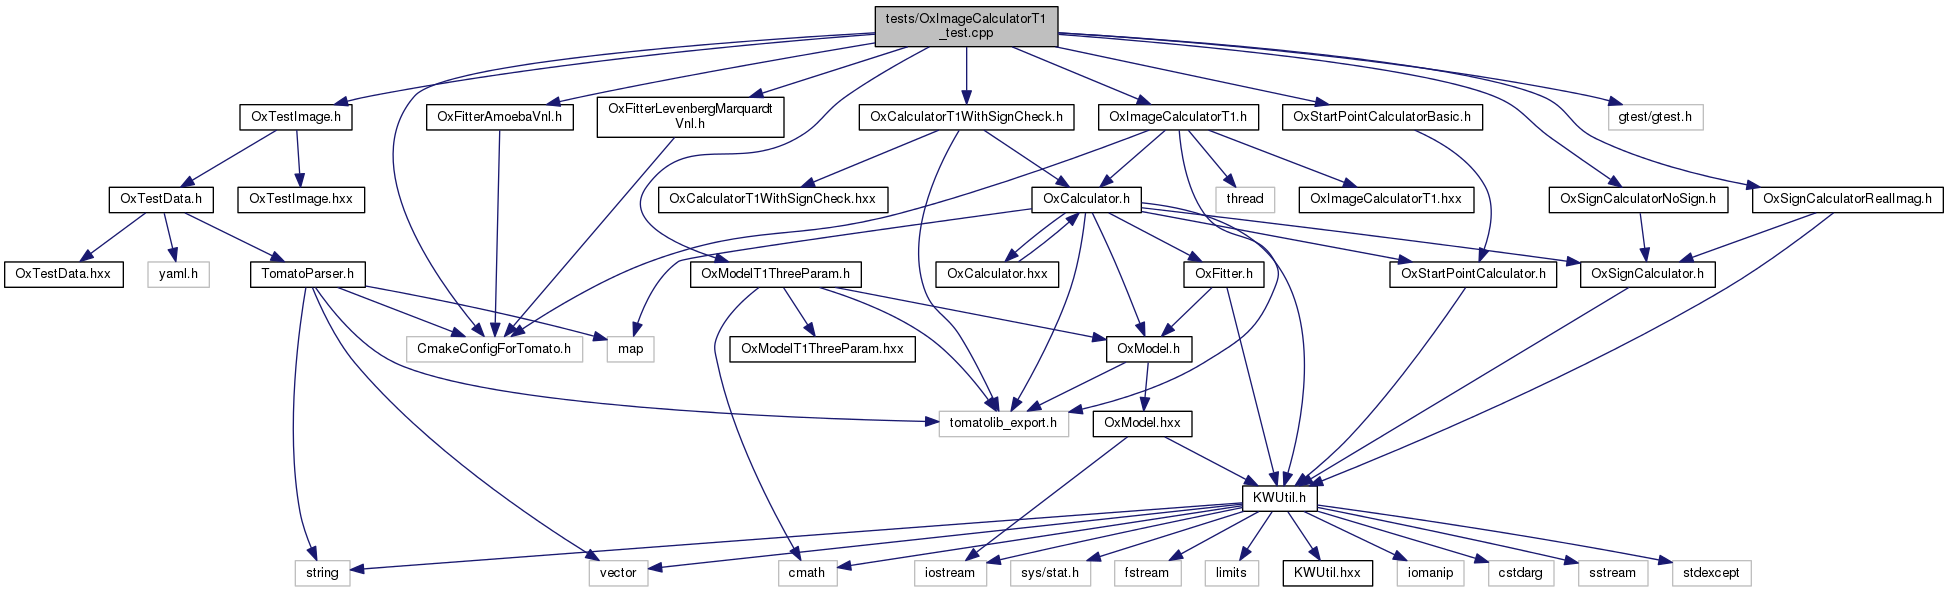 tests/OxImageCalculatorT1
_test.cpp
OxTestImage.h
OxFitterAmoebaVnl.h
OxFitterLevenbergMarquardt
Vnl.h
OxCalculatorT1WithSignCheck.h
OxImageCalculatorT1.h
OxStartPointCalculatorBasic.h
gtest/gtest.h
OxTestData.h
OxTestImage.hxx
OxCalculatorT1WithSignCheck.hxx
OxCalculator.h
thread
OxImageCalculatorT1.hxx
OxSignCalculatorNoSign.h
OxSignCalculatorRealImag.h
OxTestData.hxx
yaml.h
TomatoParser.h
OxModelT1ThreeParam.h
OxCalculator.hxx
OxFitter.h
OxStartPointCalculator.h
OxSignCalculator.h
CmakeConfigForTomato.h
map
OxModelT1ThreeParam.hxx
OxModel.h
tomatolib_export.h
OxModel.hxx
KWUtil.h
string
vector
cmath
iostream
sys/stat.h
fstream
limits
KWUtil.hxx
iomanip
cstdarg
sstream
stdexcept